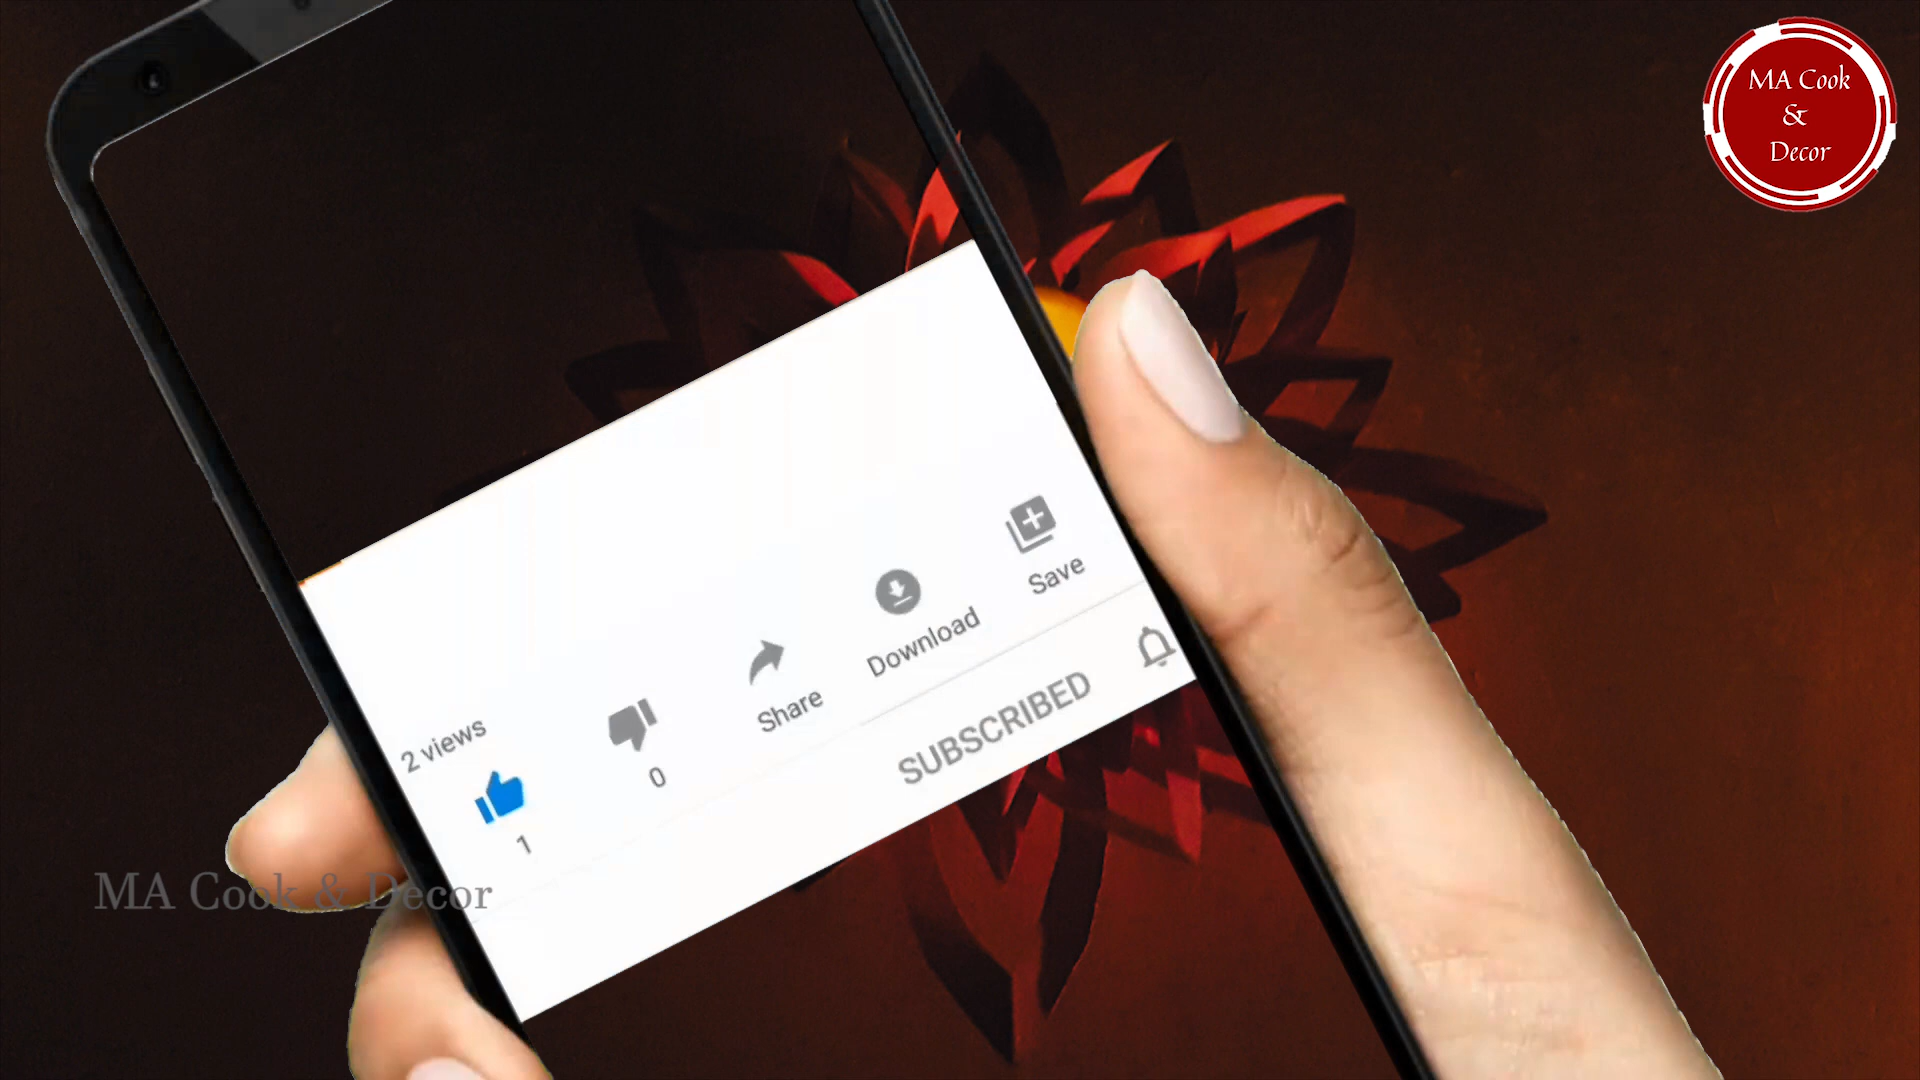 MA Cook
&
Decor
2 views
1
0
Share
Download
Save
SUBSCRIBED
MA Cook & Decor